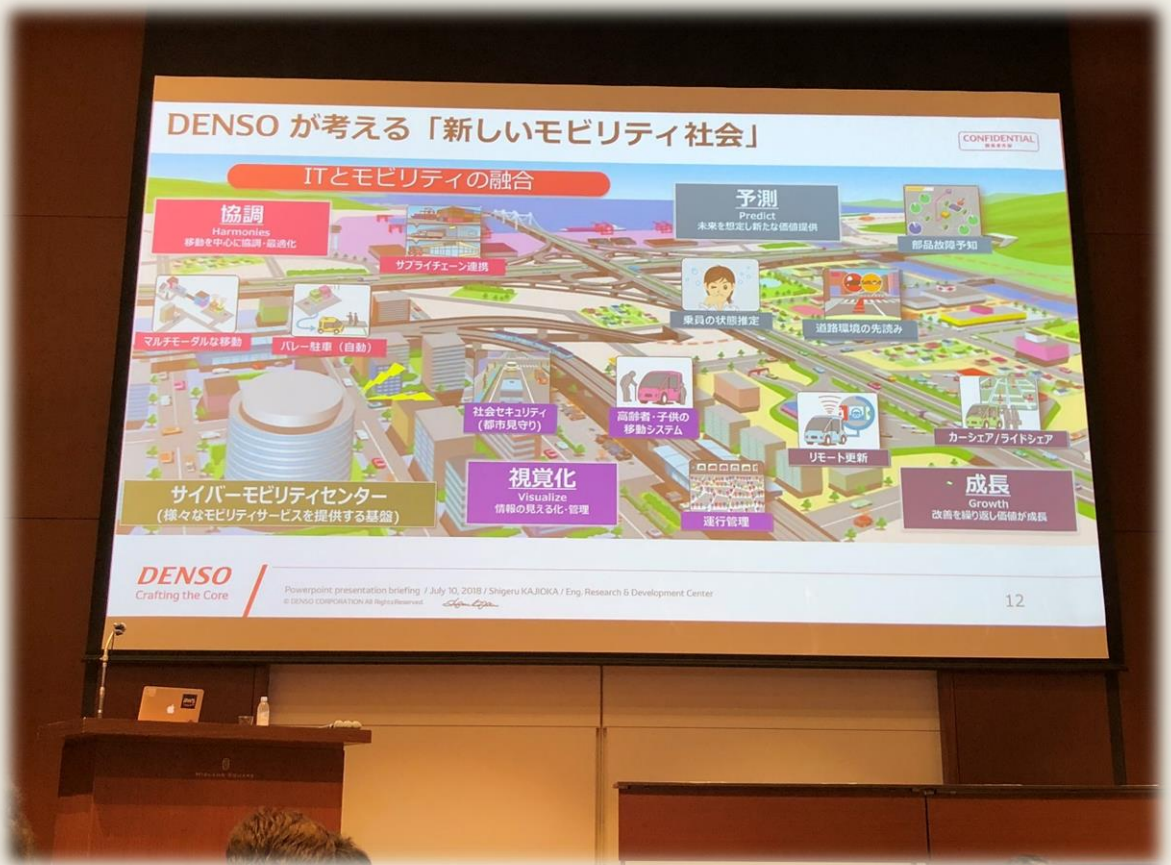 DENSO が考える「新しいモビリティ社会」
CONFIDENTIAL
ITとモビリティの融合
協調
Harmonies
移動を中心に協調・最適化
サプライチェーン連携
予測
Predict
未来を想定し新たな価値提供
部品故障予知
マルチモーダルな移動
バレー駐車(自動)
乗員の状態推定
道路環境の先読み
社会セキュリティ
(都市見守り)
高齢者・子供の
移動システム
リモート更新
カーシェア/ライドシェア
サイバーモビリティセンター
(様々なモビリティサービスを提供する基盤)
視覚化
Visualize
情報の見える化・管理
運行管理
成長
Growth
改善を繰り返し価値が成長
DENSO
Crafting the Core
Powerpoint presentation briefing / July 10, 2018 / Shigeru KAJIOKA / Eng. Research & Development Center
© DENSO CORPORATION All Rights Reserved.
12